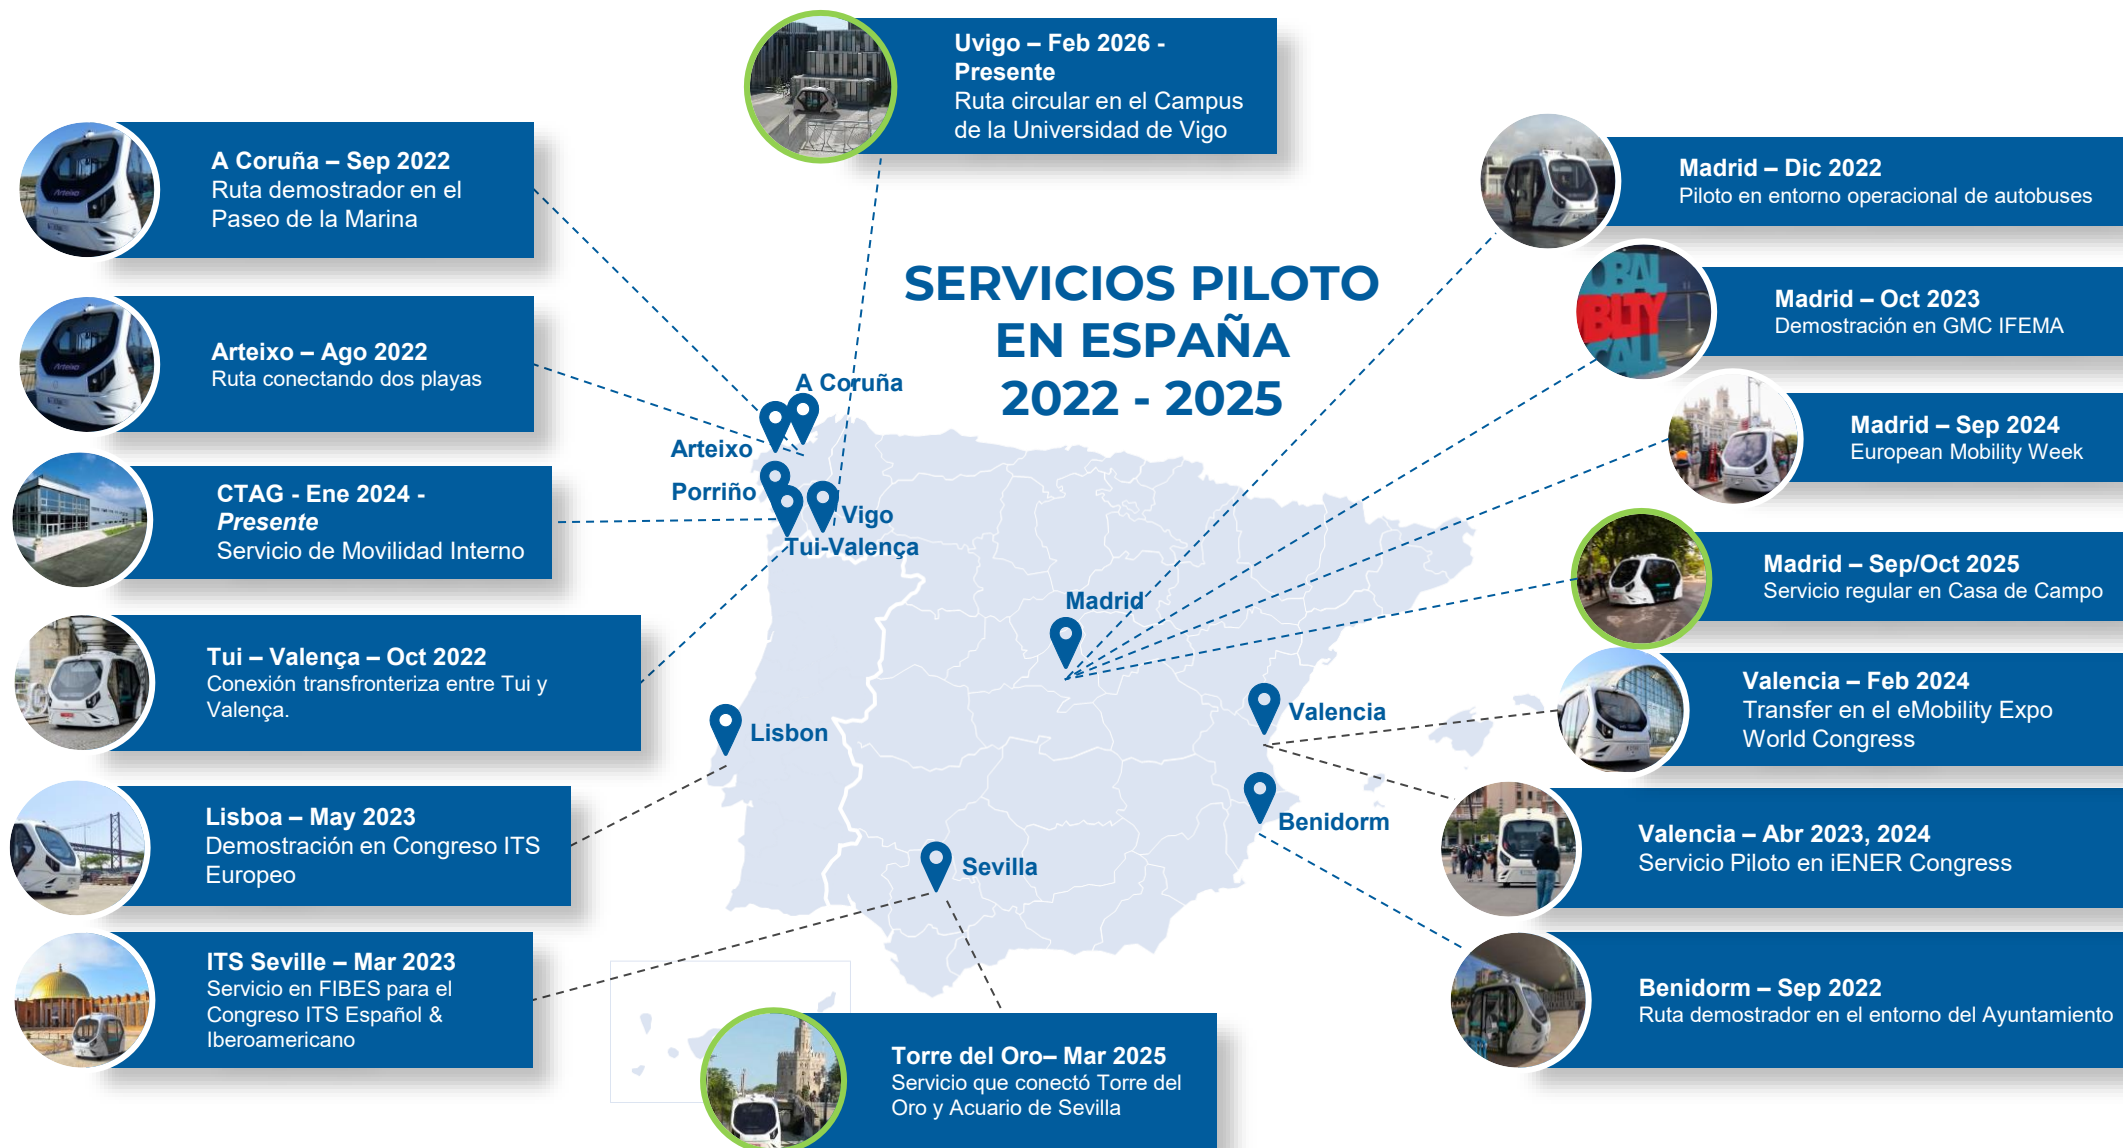 Uvigo – Feb 2026 -
Presente
Ruta circular en el Campus
de la Universidad de Vigo
A Coruña – Sep 2022
Ruta demostrador en el
Paseo de la Marina
Arteixo – Ago 2022
Ruta conectando dos playas
CTAG - Ene 2024 -
Presente
Servicio de Movilidad Interno
Tui – Valença – Oct 2022
Conexión transfronteriza entre Tui y
Valença.
Lisboa – May 2023
Demostración en Congreso ITS
Europeo
ITS Seville – Mar 2023
Servicio en FIBES para el
Congreso ITS Español &
Iberoamericano
SERVICIOS PILOTO
EN ESPAÑA
2022 - 2025
A Coruña
Arteixo
Porriño
Vigo
Tui-Valença
Madrid
Lisbon
Valencia
Benidorm
Sevilla
Torre del Oro– Mar 2025
Servicio que conectó Torre del
Oro y Acuario de Sevilla
Madrid – Dic 2022
Piloto en entorno operacional de autobuses
Madrid – Oct 2023
Demostración en GMC IFEMA
Madrid – Sep 2024
European Mobility Week
Madrid – Sep/Oct 2025
Servicio regular en Casa de Campo
Valencia – Feb 2024
Transfer en el eMobility Expo
World Congress
Valencia – Abr 2023, 2024
Servicio Piloto en iENER Congress
Benidorm – Sep 2022
Ruta demostrador en el entorno del Ayuntamiento
Arteixo
Arteixo